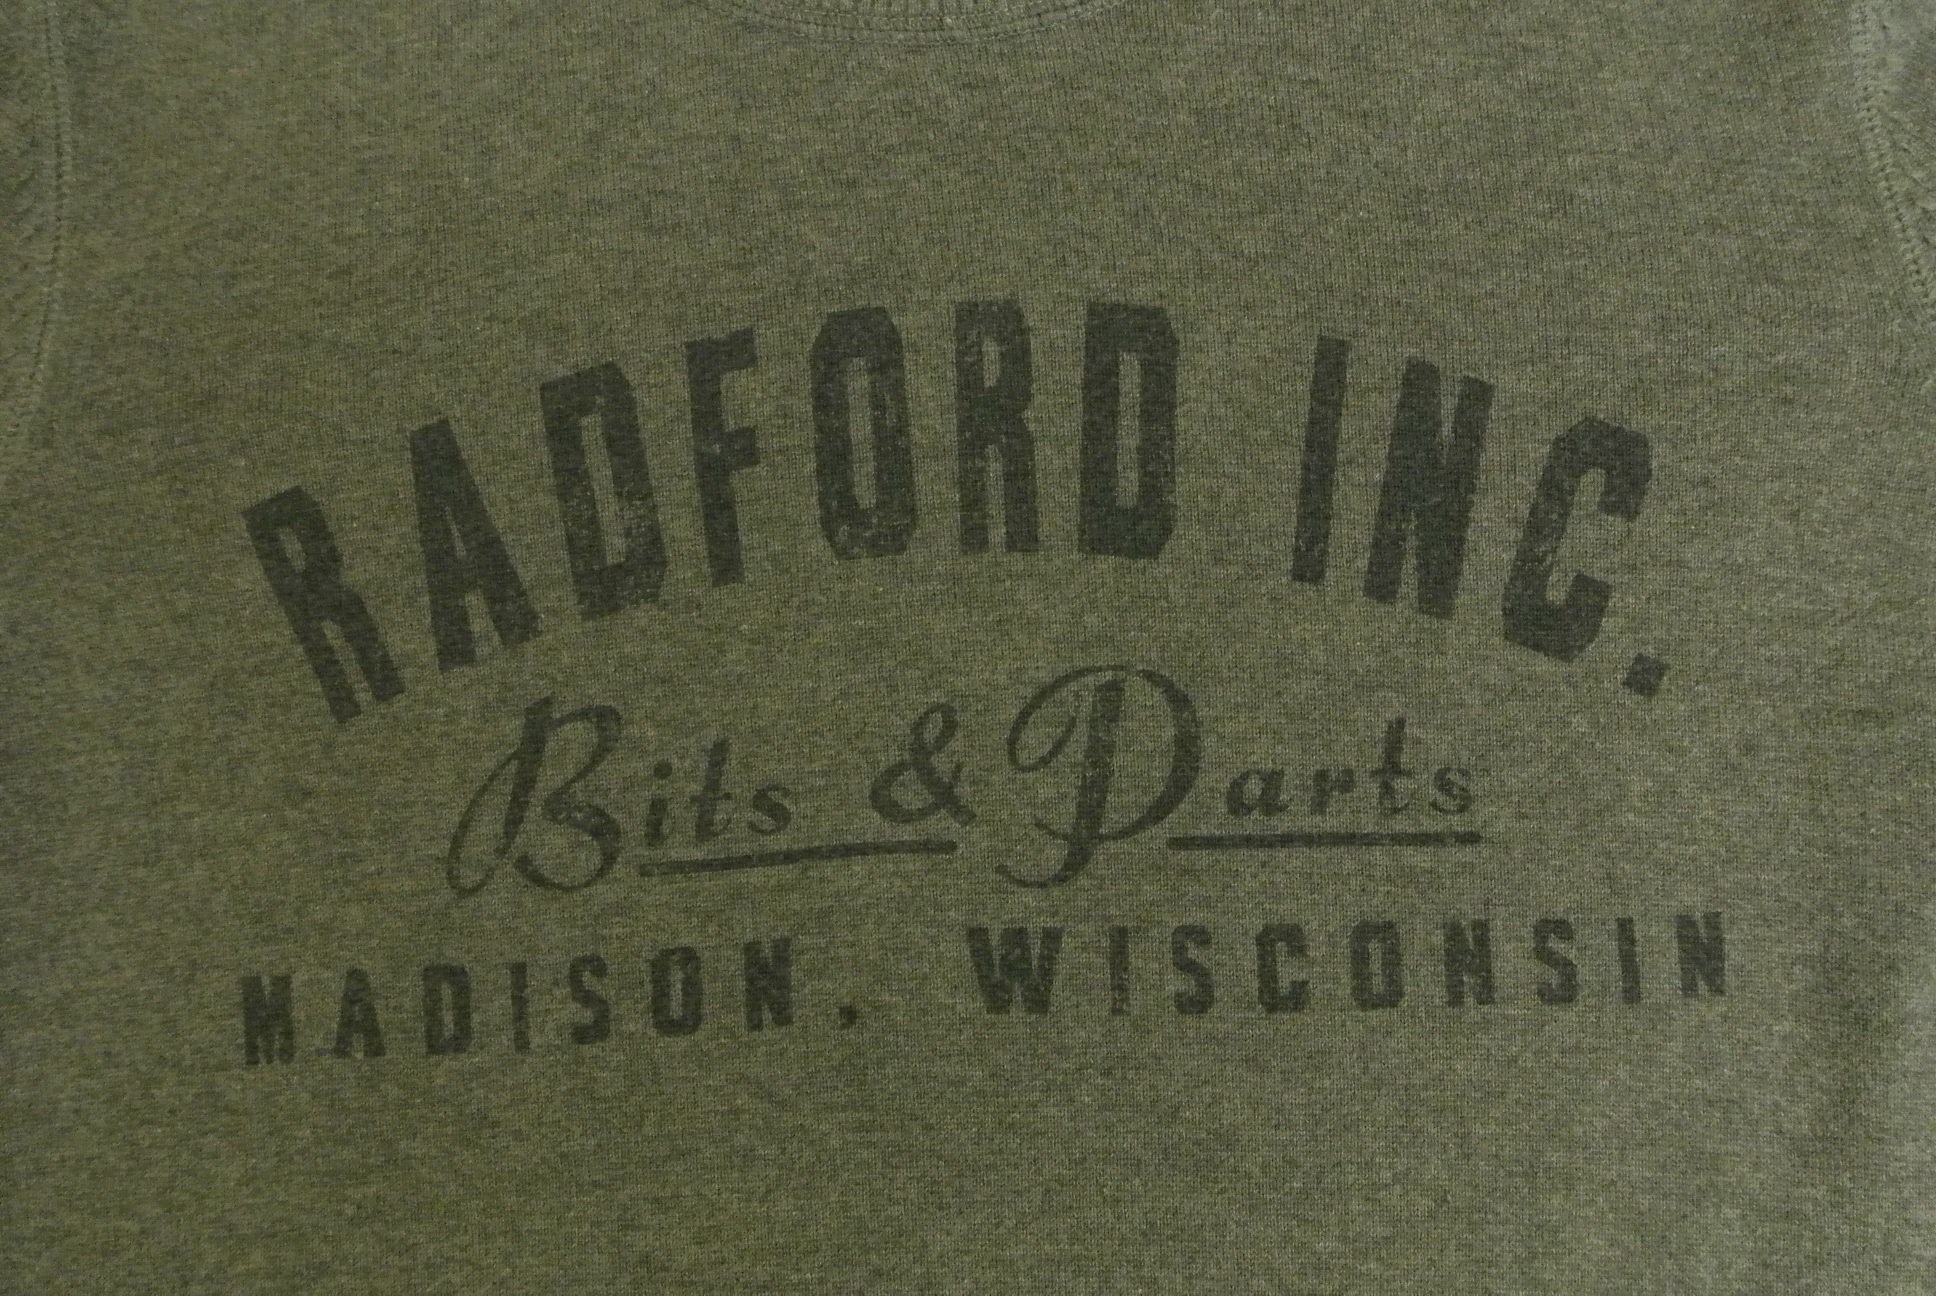 RADFORD INC.
Bits & Parts
MADISON, WISCONSIN